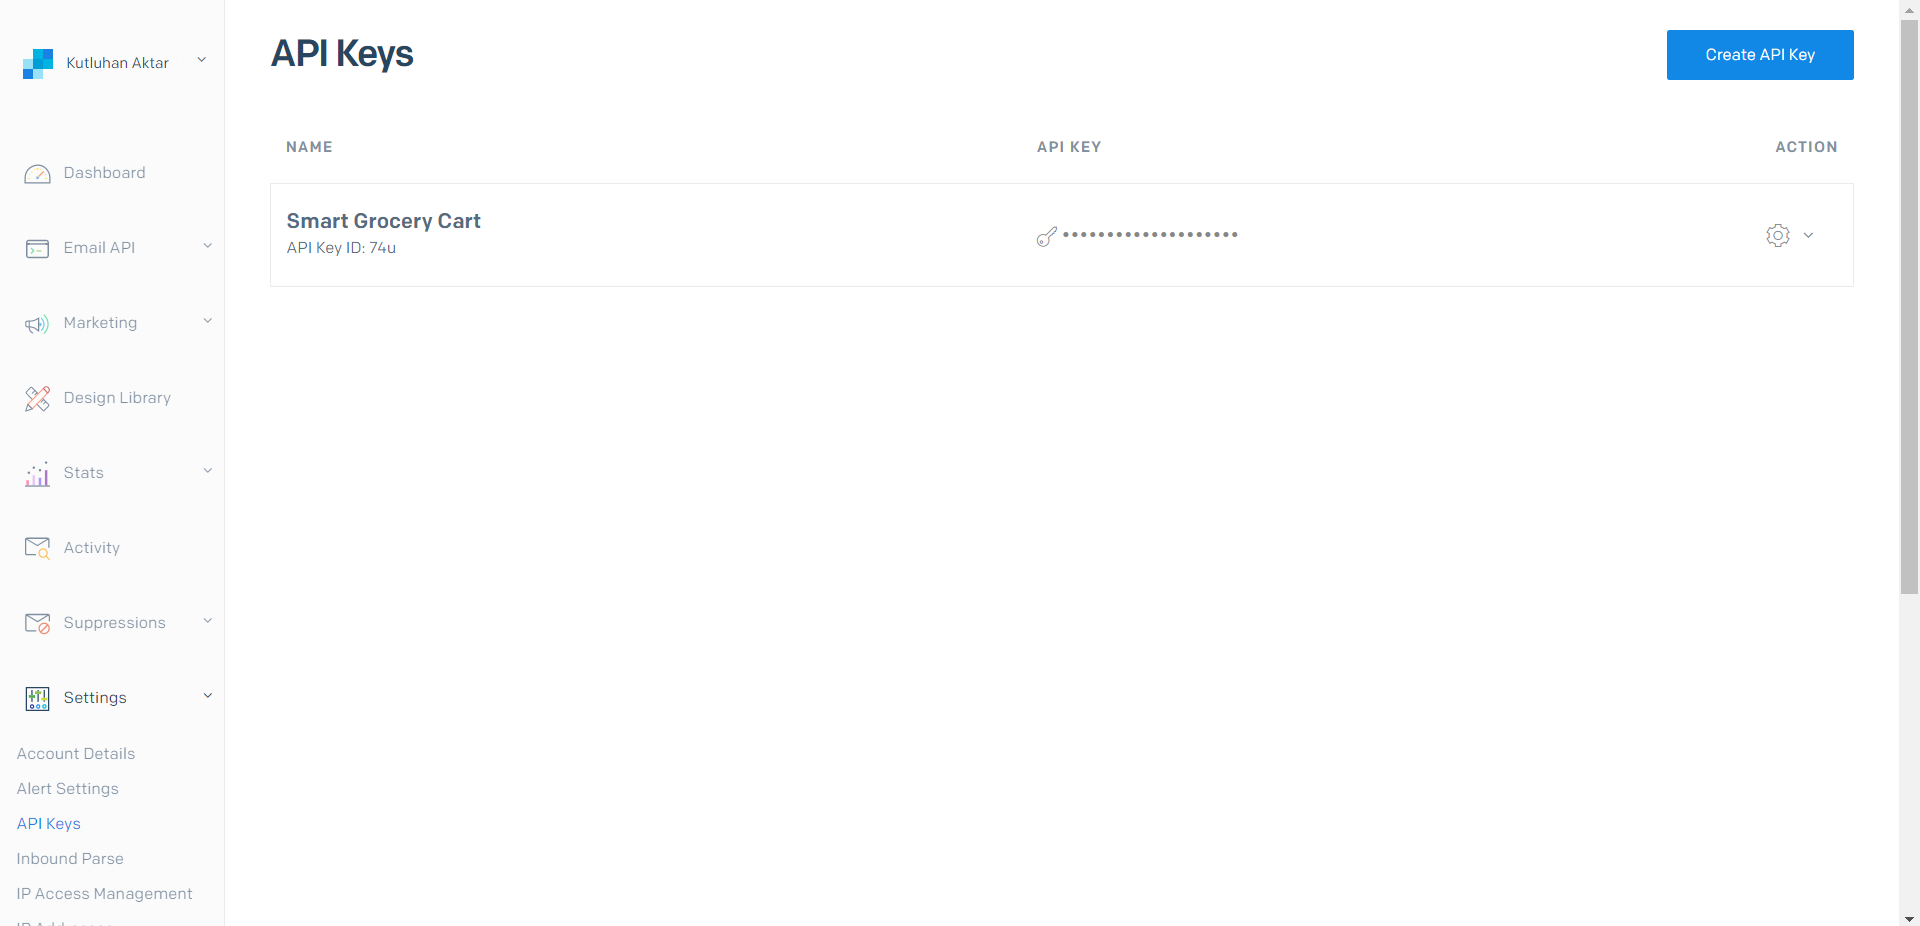 Kutluhan Aktar
Dashboard
Email API
Marketing
Design Library
Stats
Activity
Suppressions
Settings
Account Details
Alert Settings
API Keys
Inbound Parse
IP Access Management
API Keys
Create API Key
NAME
API KEY
ACTION
Smart Grocery Cart
API Key ID: 74u
••••••••••••••••••••